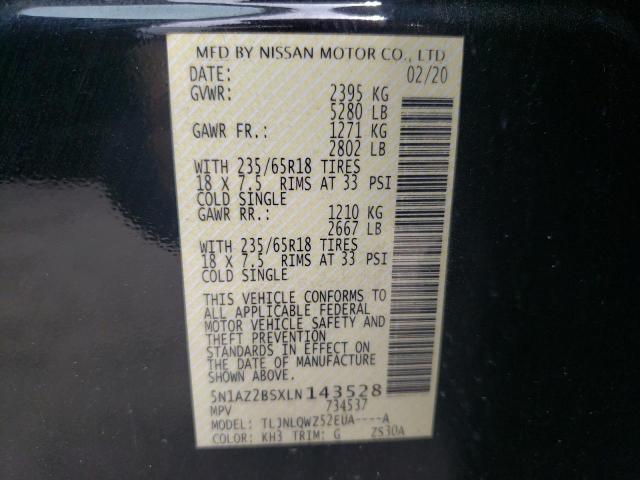 MFD BY NISSAN MOTOR CO., LTD
DATE: 02/20
GVWR: 2395 KG
5280 LB
GAWR FR.: 1271 KG
2802 LB
WITH 235/65R18 TIRES
18 X 7.5 RIMS AT 33 PSI
COLD SINGLE
GAWR RR.: 1210 KG
2667 LB
WITH 235/65R18 TIRES
18 X 7.5 RIMS AT 33 PSI
COLD SINGLE
THIS VEHICLE CONFORMS TO
ALL APPLICABLE FEDERAL
MOTOR VEHICLE SAFETY AND
THEFT PREVENTION
STANDARDS IN EFFECT ON
THE DATE OF MANUFACTURE
SHOWN ABOVE.
5N1AZ2BSXLN143528
MPV 734537
MODEL: TLJNLQWZ52EUA----A
COLOR: KH3 TRIM: G ZS30A